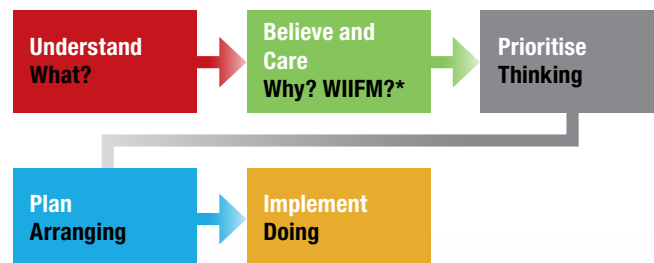 Understand
What?
Believe and
Care
Why? WIIFM?*
Prioritise
Thinking
Plan
Arranging
Implement
Doing